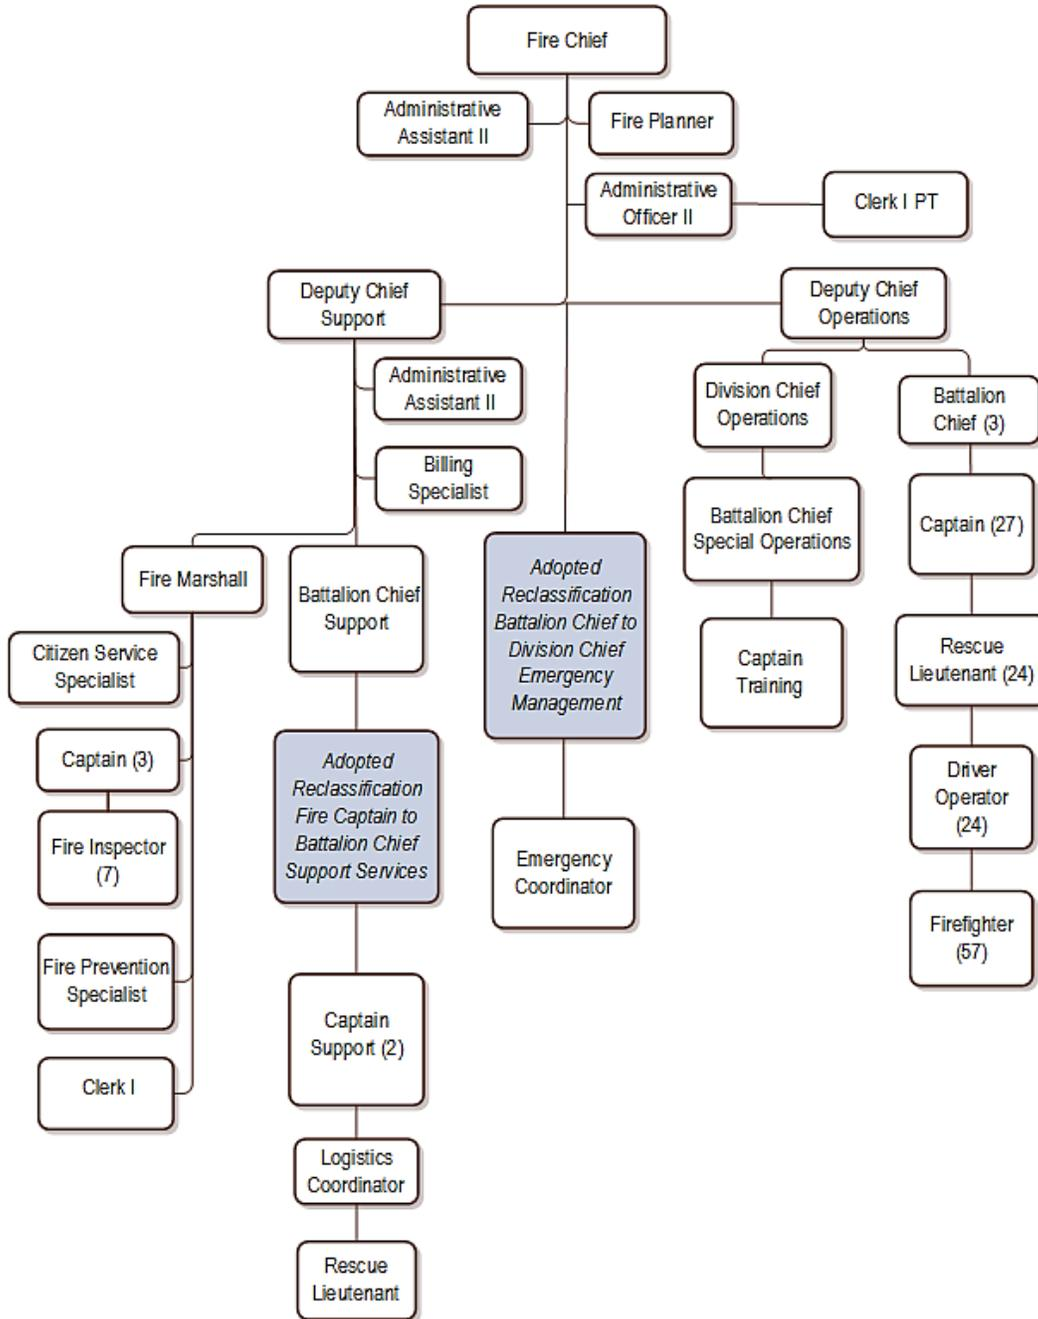 Fire Chief
Administrative
Assistant II
Fire Planner
Administrative
Officer II
Clerk I PT
Deputy Chief
Support
Deputy Chief
Operations
Administrative
Assistant II
Billing
Specialist
Division Chief
Operations
Battalion
Chief (3)
Battalion Chief
Special Operations
Captain (27)
Captain
Training
Rescue
Lieutenant (24)
Driver
Operator
(24)
Firefighter
(57)
Fire Marshall
Citizen Service
Specialist
Captain (3)
Fire Inspector
(7)
Fire Prevention
Specialist
Clerk I
Battalion Chief
Support
Adopted
Reclassification
Fire Captain to
Battalion Chief
Support Services
Captain
Support (2)
Logistics
Coordinator
Rescue
Lieutenant
Adopted
Reclassification
Battalion Chief to
Division Chief
Emergency
Management
Emergency
Coordinator